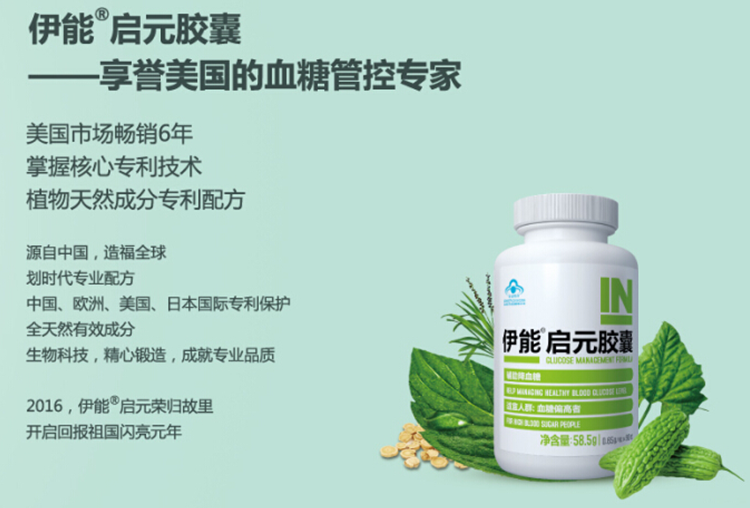 伊能®启元胶囊
——享誉美国的血糖管控专家
美国市场畅销6年
掌握核心专利技术
植物天然成分专利配方
源自中国，造福全球
划时代专业配方
中国、欧洲、美国、日本国际专利保护
全天然有效成分
生物科技，精心锻造，成就专业品质
2016，伊能®启元荣归故里
开启回报祖国闪亮元年
IN
伊能®启元胶囊
GLUCOSE MANAGEMENT FORMULA
辅助降血糖
HELP MANAGING HEALTHY BLOOD GLUCOSE LEVEL
适宜人群：血糖偏高者
FOR HIGH BLOOD SUGAR PEOPLE
净含量:58.5g